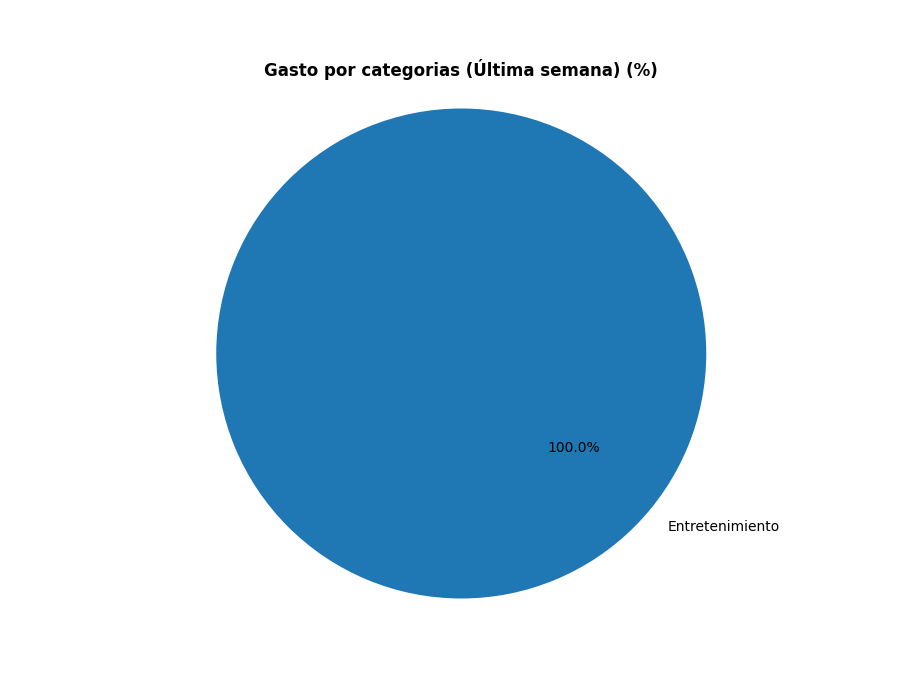 Gasto por categorias (Última semana) (%)
100.0%
Entretenimiento